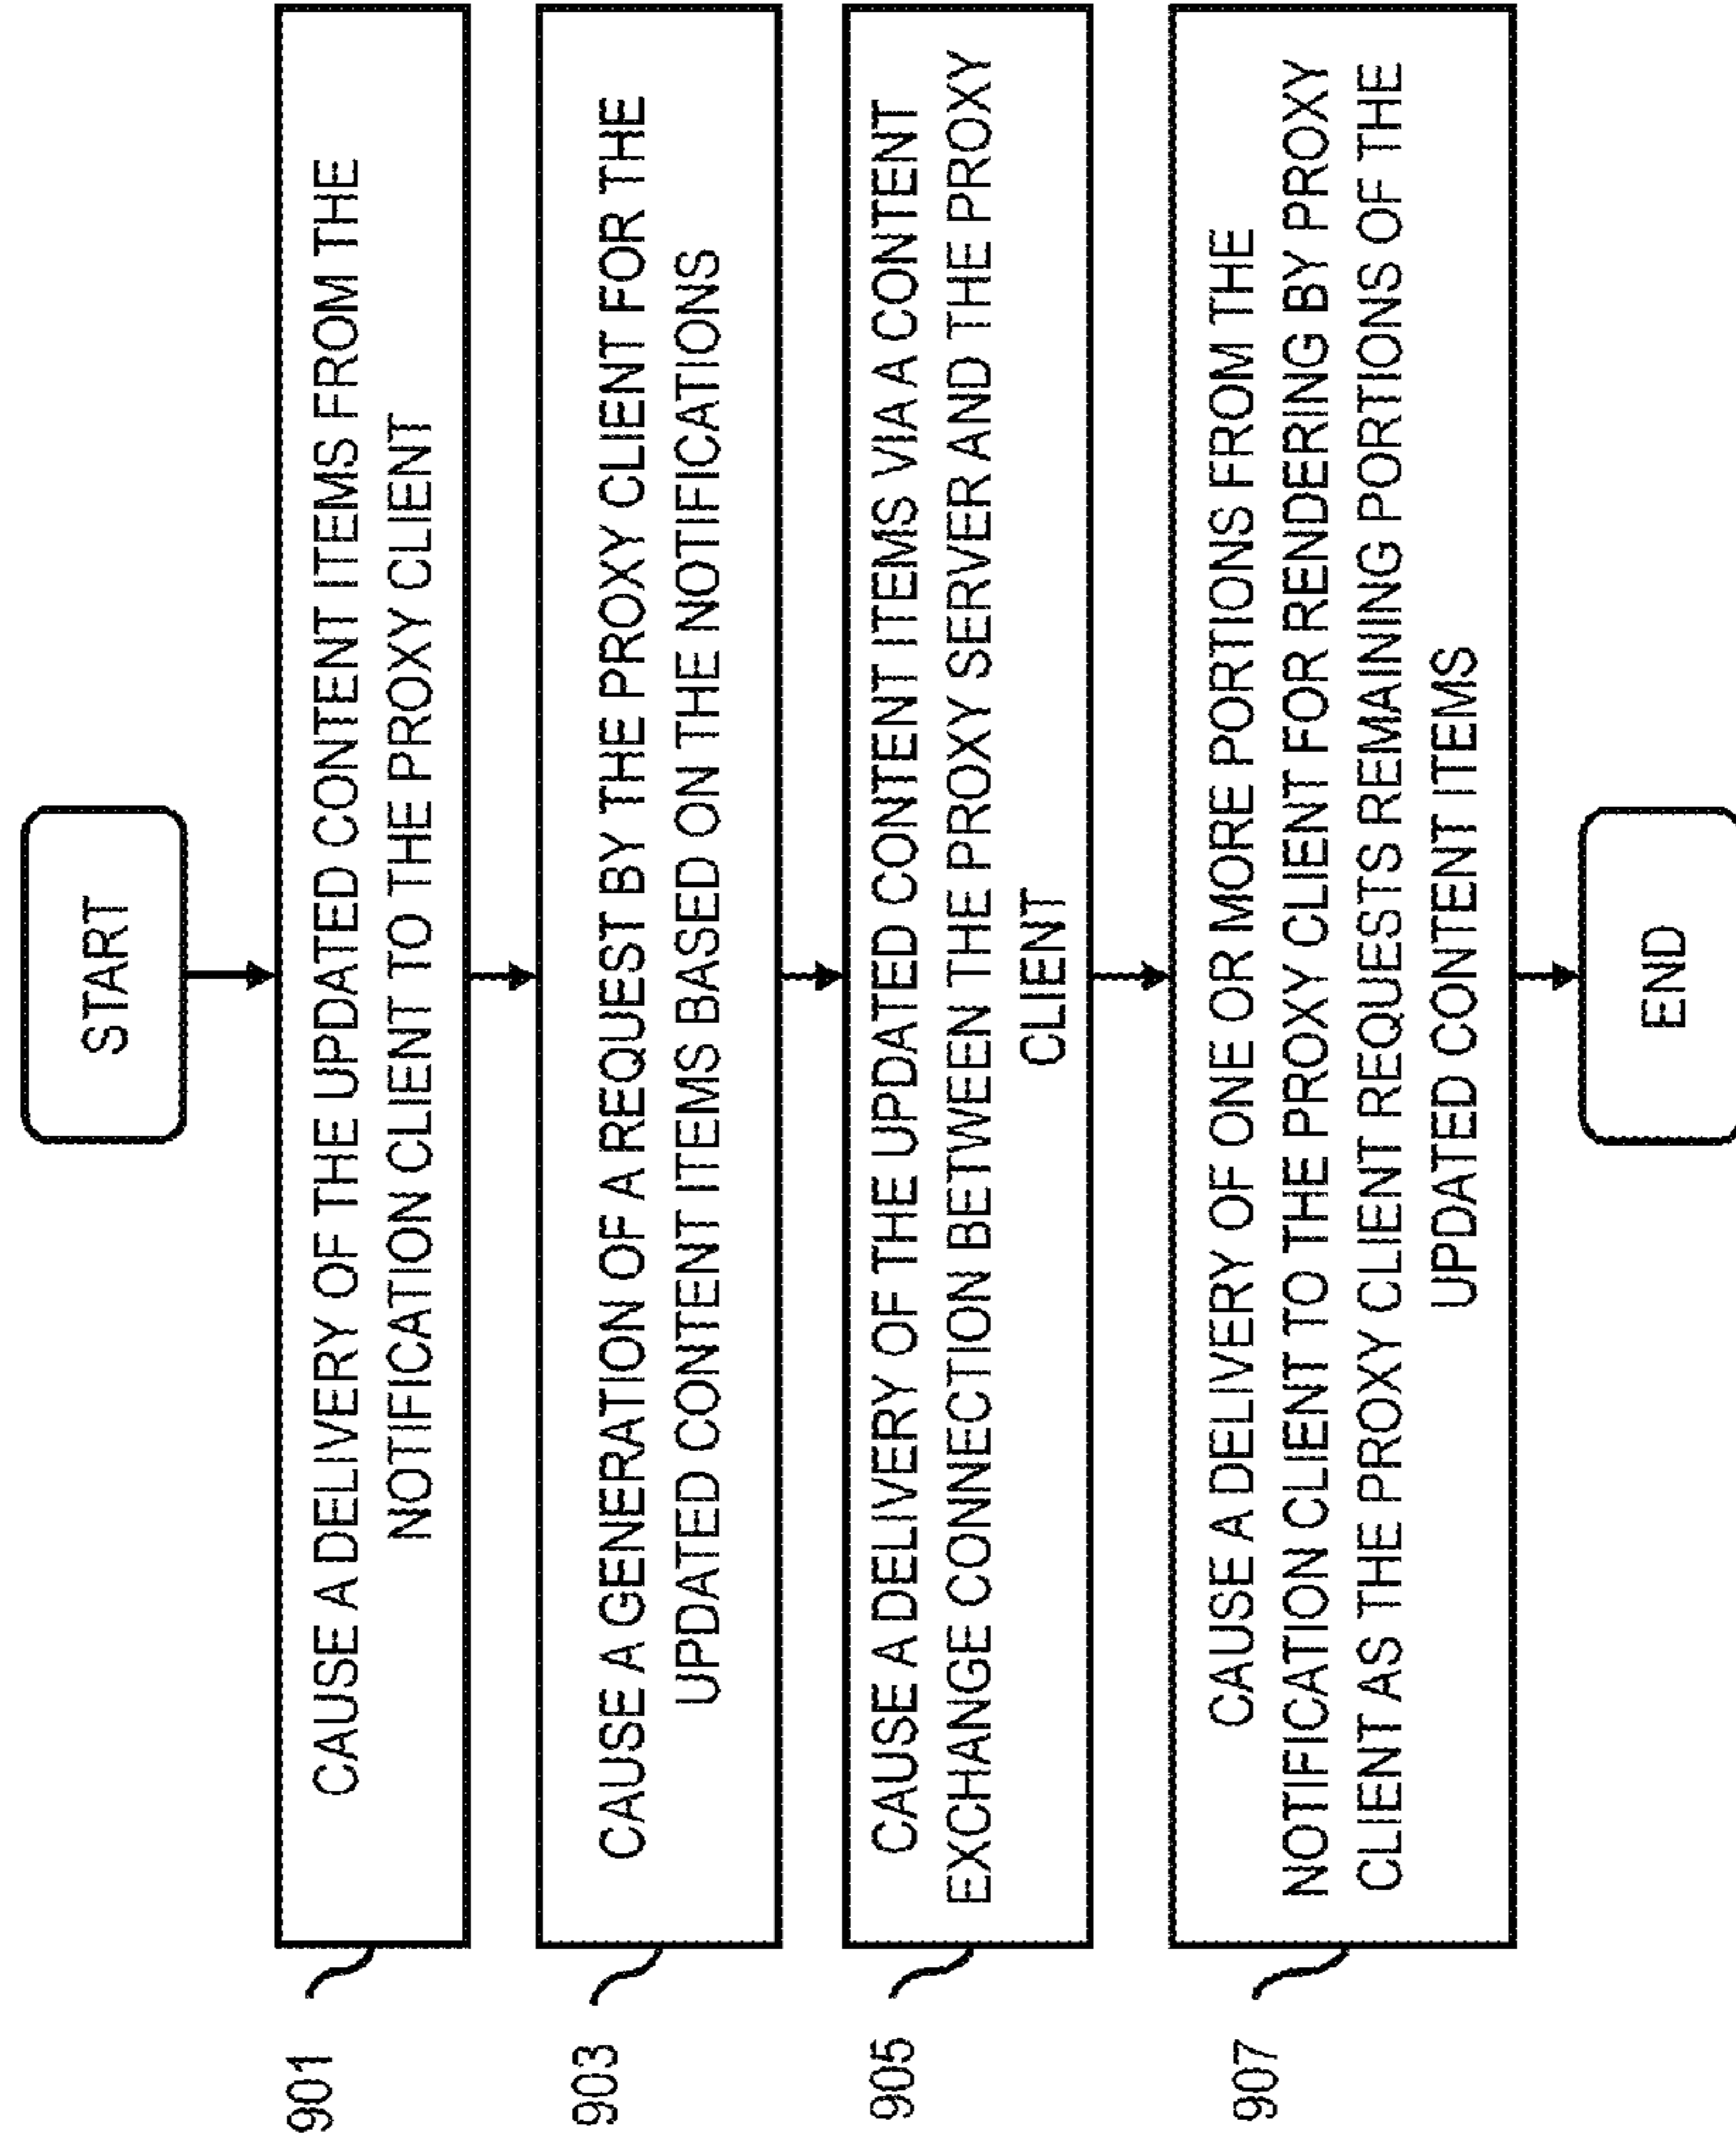 START
901
CAUSE A DELIVERY OF THE UPDATED CONTENT ITEMS FROM THE
NOTIFICATION CLIENT TO THE PROXY CLIENT
903
CAUSE A GENERATION OF A REQUEST BY THE PROXY CLIENT FOR THE
UPDATED CONTENT ITEMS BASED ON THE NOTIFICATIONS
905
CAUSE A DELIVERY OF THE UPDATED CONTENT ITEMS VIA A CONTENT
EXCHANGE CONNECTION BETWEEN THE PROXY SERVER AND THE PROXY
CLIENT
907
CAUSE A DELIVERY OF ONE OR MORE PORTIONS FROM THE
NOTIFICATION CLIENT TO THE PROXY CLIENT FOR RENDERING BY PROXY
CLIENT AS THE PROXY CLIENT REQUESTS REMAINING PORTIONS OF THE
UPDATED CONTENT ITEMS
END